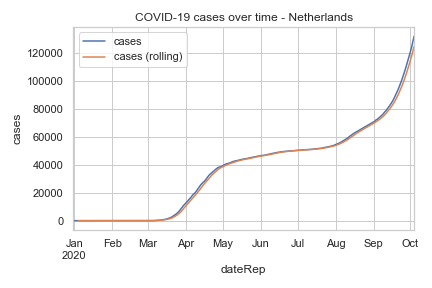 COVID-19 cases over time - Netherlands
cases
cases (rolling)
120000
100000
80000
60000
40000
20000
0
cases
Jan Feb Mar Apr May Jun Jul Aug Sep Oct
2020
dateRep